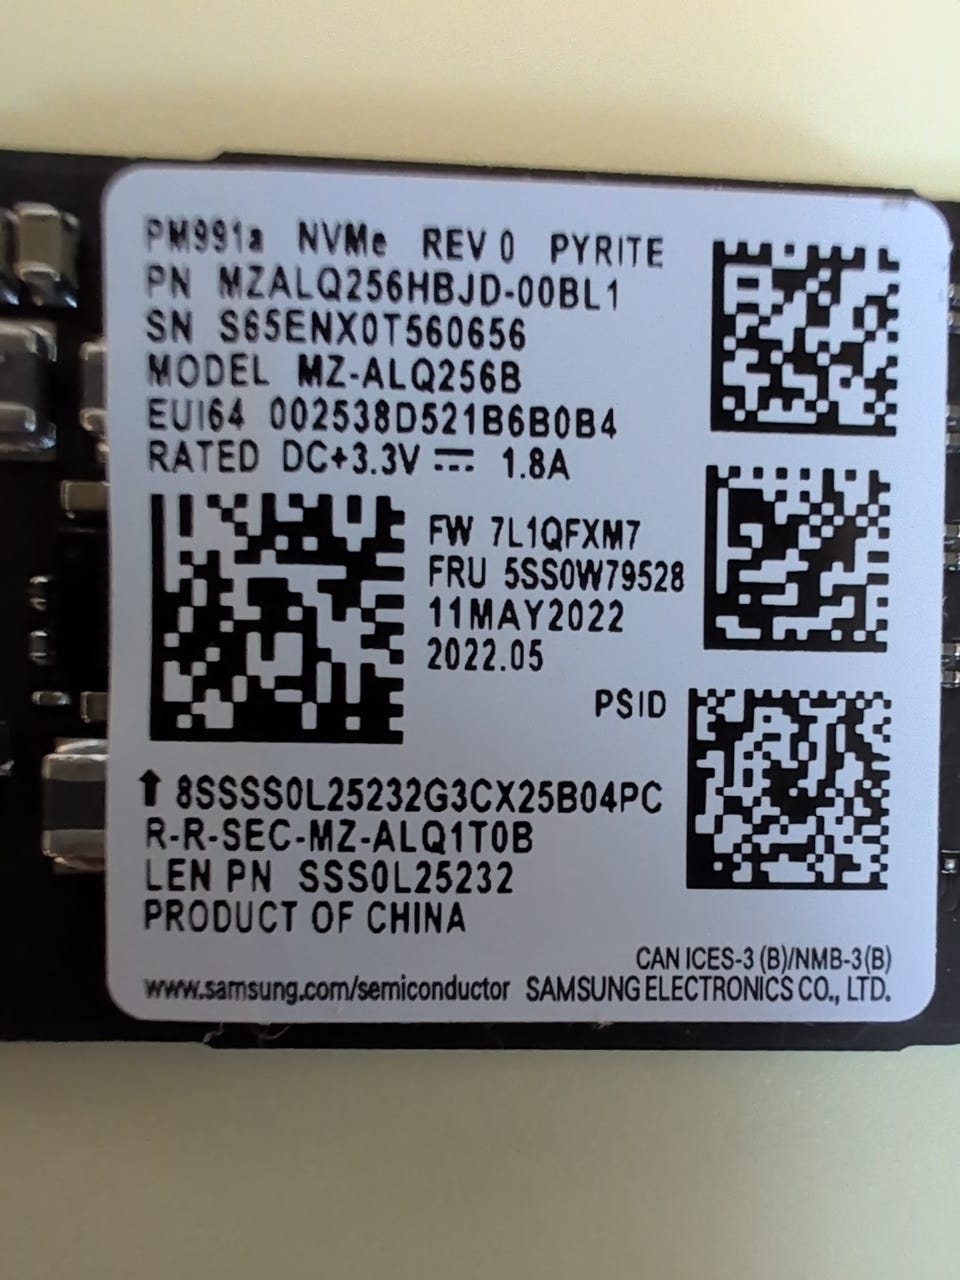 PM991a NVMe REV 0 PYRITE
PN MZALQ256HBJD-00BL1
SN S65ENX0T560656
MODEL MZ-ALQ256B
EUI64 002538D521B6B0B4
RATED DC+3.3V ⎓ 1.8A
FW 7L1QFXM7
FRU 5SS0W79528
11MAY2022
2022.05
PSID
↑ 8SSSS0L25232G3CX25B04PC
R-R-SEC-MZ-ALQ1T0B
LEN PN SSS0L25232
PRODUCT OF CHINA
CAN ICES-3 (B)/NMB-3(B)
www.samsung.com/semiconductor SAMSUNG ELECTRONICS CO., LTD.